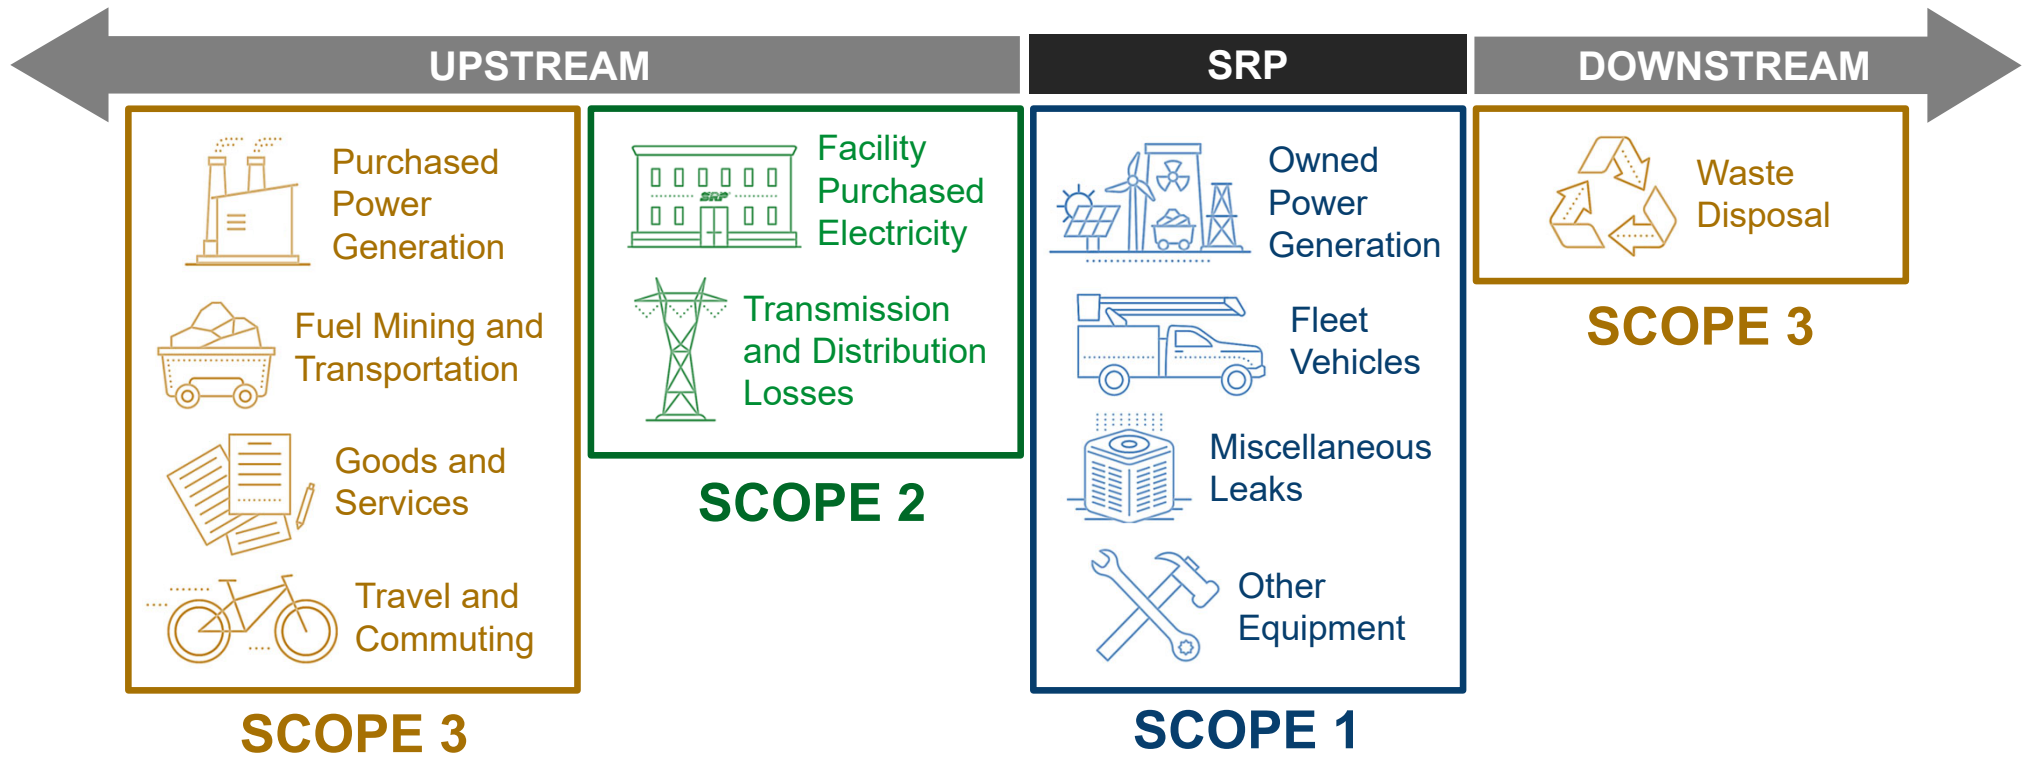 UPSTREAM
SRP
DOWNSTREAM
Purchased
Power
Generation
Fuel Mining and
Transportation
Goods and
Services
Travel and
Commuting
SCOPE 3
SRP
Facility
Purchased
Electricity
Transmission
and Distribution
Losses
SCOPE 2
Owned
Power
Generation
Fleet
Vehicles
Miscellaneous
Leaks
Other
Equipment
SCOPE 1
Waste
Disposal
SCOPE 3